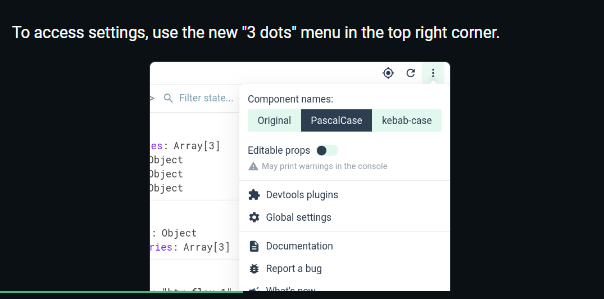 To access settings, use the new "3 dots" menu in the top right corner.
> Filter state...
Component names:
Original PascalCase kebab-case
es: Array[3]
Object
Object
Object
Editable props
May print warnings in the console
Devtools plugins
Global settings
: Object
ries: Array[3]
Documentation
Report a bug
What's new